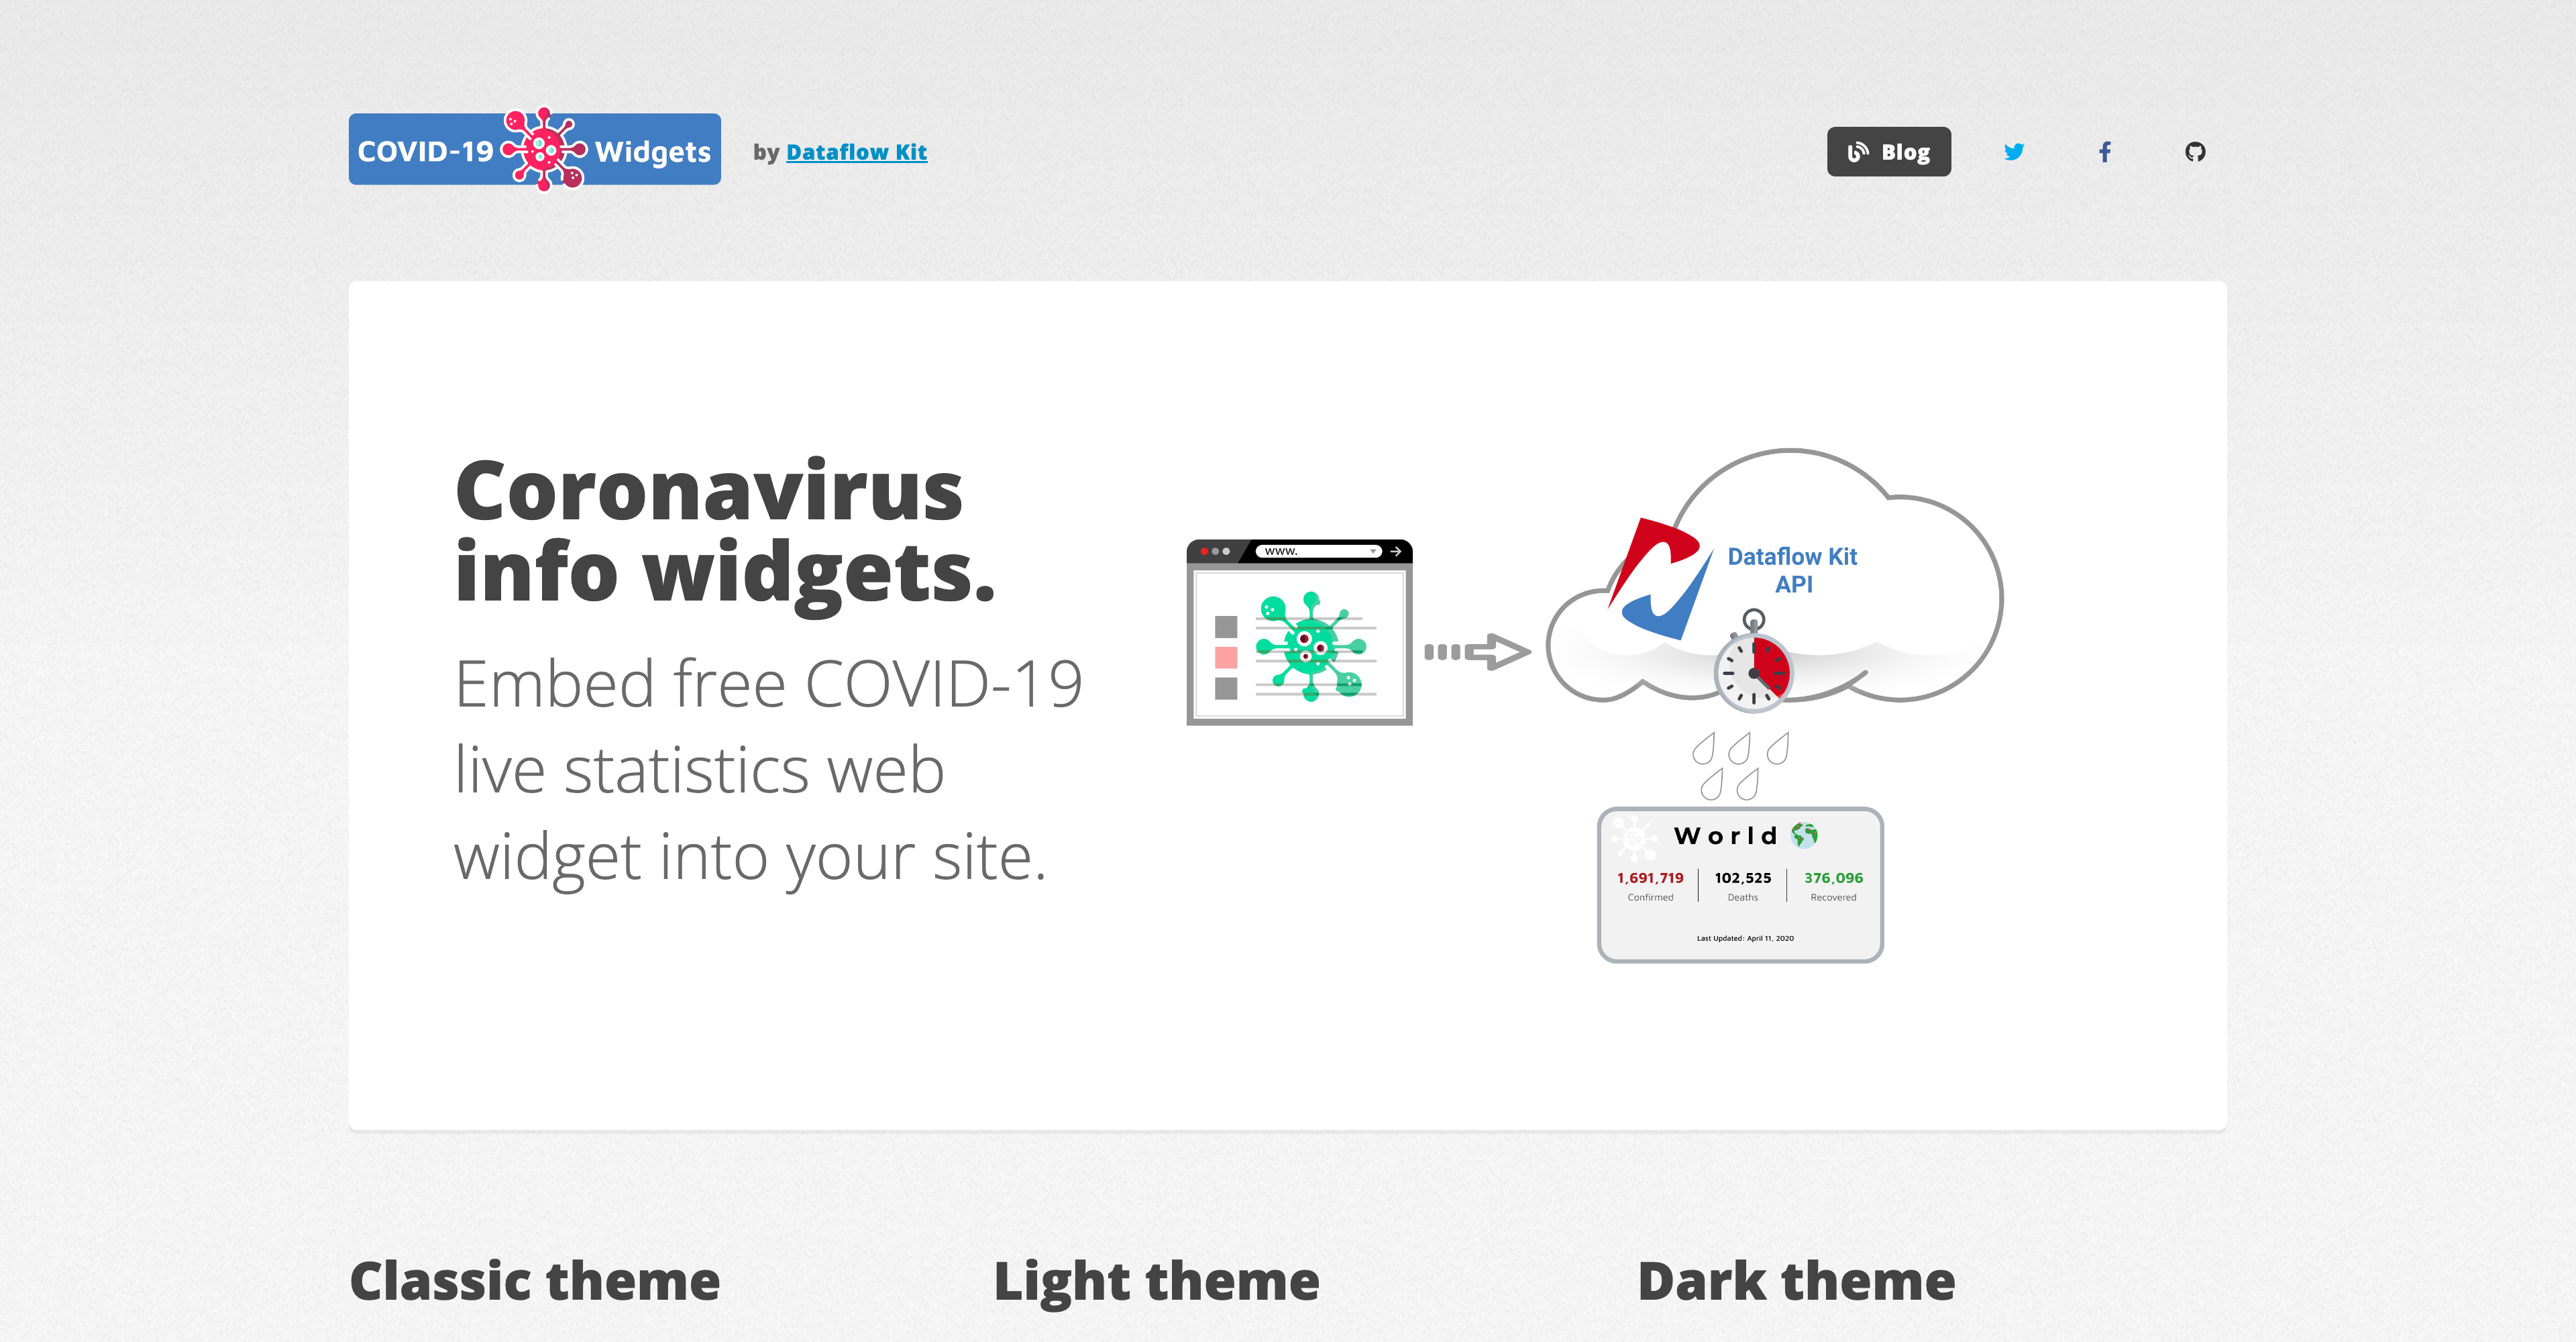 COVID-19 Widgets
by Dataflow Kit
Blog
Coronavirus
info widgets.
Embed free COVID-19
live statistics web
widget into your site.
www.
Dataflow Kit
API
World
1,691,719
102,525
376,096
Confirmed
Deaths
Recovered
Last Updated: April 11, 2020
Classic theme
Light theme
Dark theme